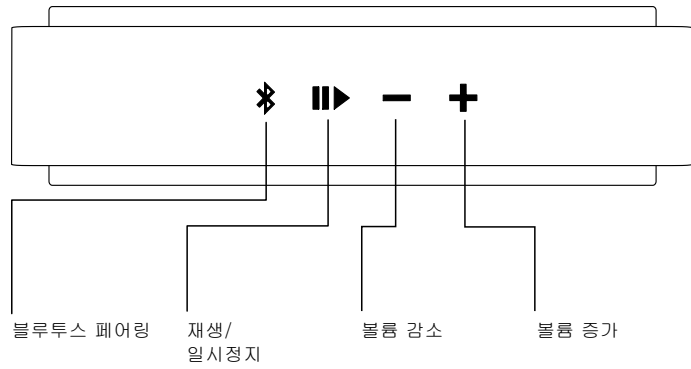 블루투스 페어링
재생/
일시정지
볼륨 감소
볼륨 증가